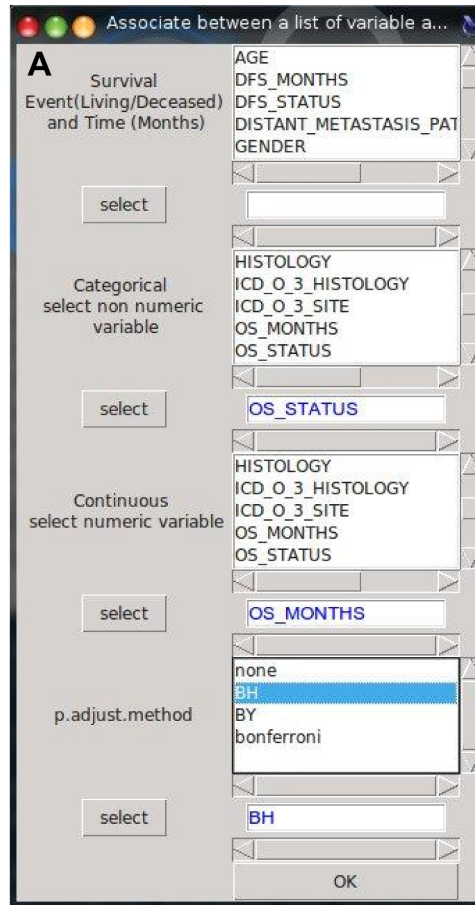 Associate between a list of variable a...
A
Survival
Event(Living/Deceased)
and Time (Months)
AGE
DFS_MONTHS
DFS_STATUS
DISTANT_METASTASIS_PAT
GENDER
select
Categorical
select non numeric
variable
HISTOLOGY
ICD_O_3_HISTOLOGY
ICD_O_3_SITE
OS_MONTHS
OS_STATUS
select
OS_STATUS
Continuous
select numeric variable
HISTOLOGY
ICD_O_3_HISTOLOGY
ICD_O_3_SITE
OS_MONTHS
OS_STATUS
select
OS_MONTHS
p.adjust.method
none
BH
BY
bonferroni
select
BH
OK